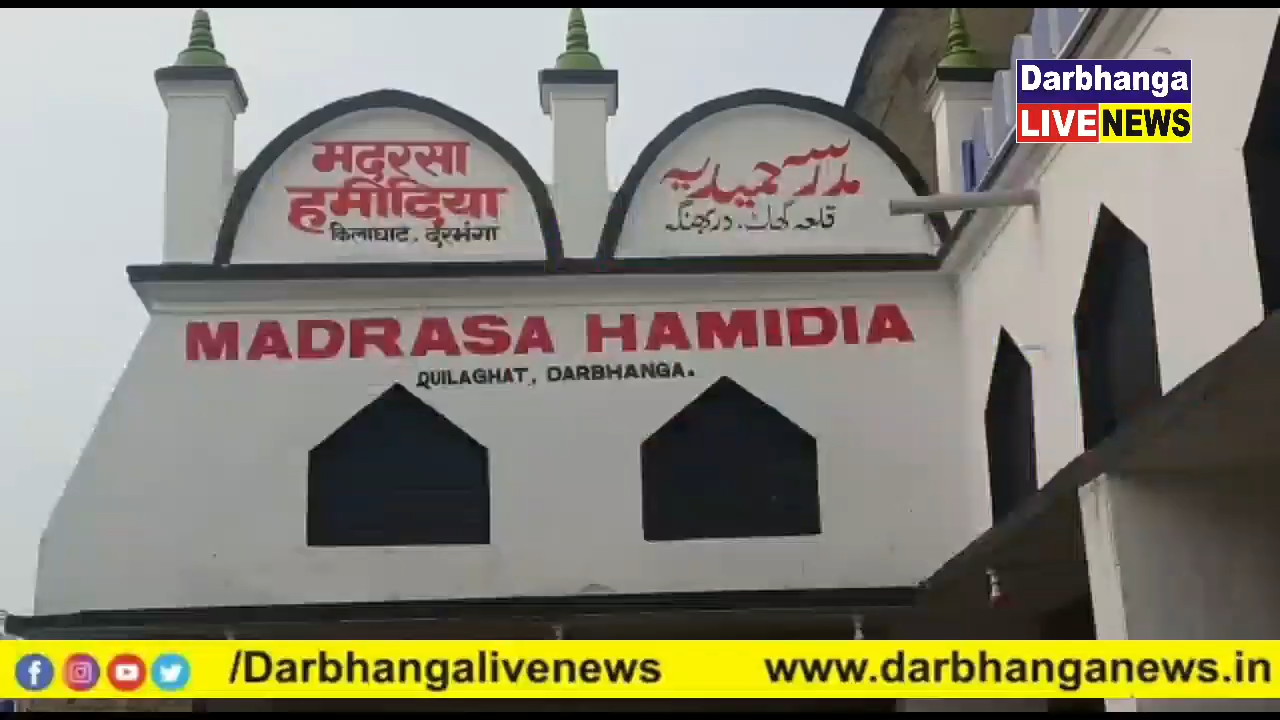 Darbhanga
LIVE NEWS
मदरसा
हमीदिया
किलाघाट, दरभंगा
مدرسہ حمیدیہ
قلعہ گھاٹ، دربھنگہ
MADRASA HAMIDIA
QUILAGHAT, DARBHANGA.
/Darbhangalivenews
www.darbhanganews.in